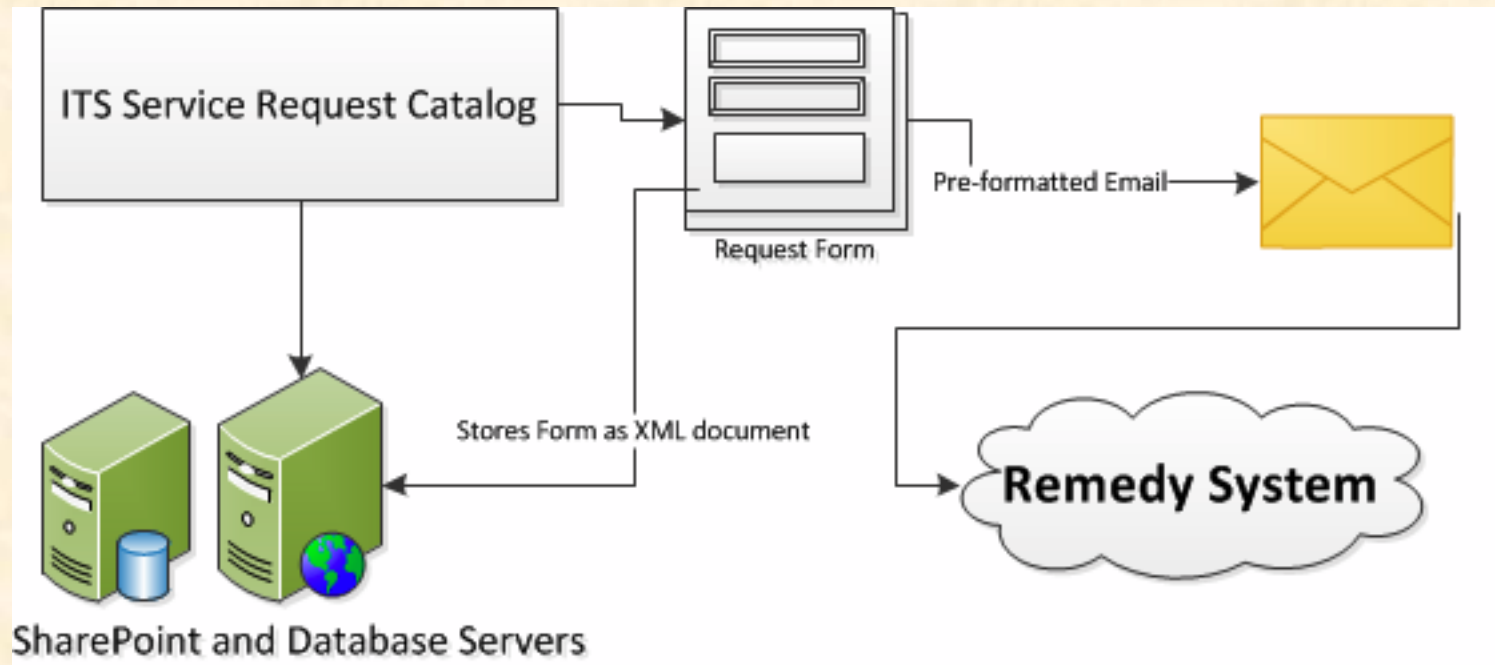 ITS Service Request Catalog
Request Form
Pre-formatted Email
Stores Form as XML document
Remedy System
SharePoint and Database Servers